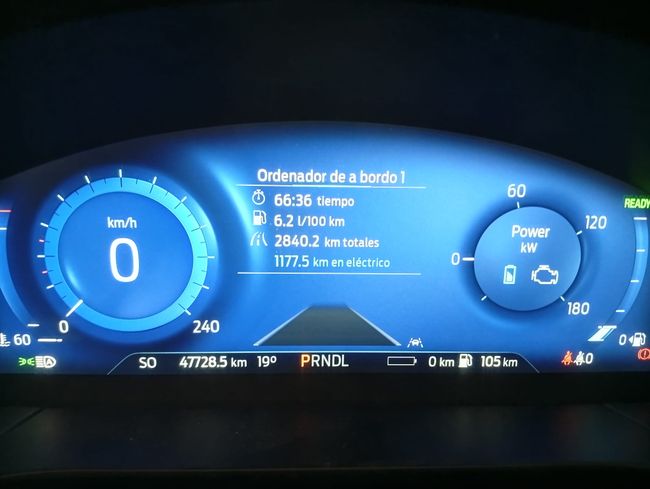 Ordenador de a bordo 1
66:36 tiempo
6.2 l/100 km
2840.2 km totales
1177.5 km en eléctrico
km/h
0
0
240
60
Power
kW
0
60
120
180
READY
0
SO 47728.5 km 19º PRNDL 0 km 105 km 0